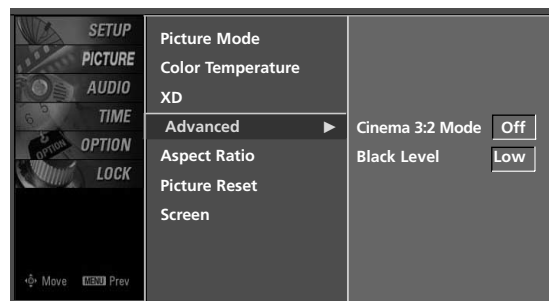 SETUP
PICTURE
AUDIO
TIME
OPTION
LOCK
Move MENU Prev
Picture Mode
Color Temperature
XD
Advanced ►
Aspect Ratio
Picture Reset
Screen
Cinema 3:2 Mode Off
Black Level Low